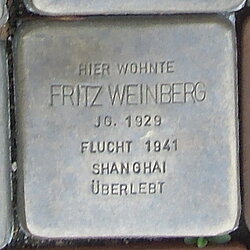 HIER WOHNTE
FRITZ WEINBERG
JG. 1929
FLUCHT 1941
SHANGHAI
ÜBERLEBT